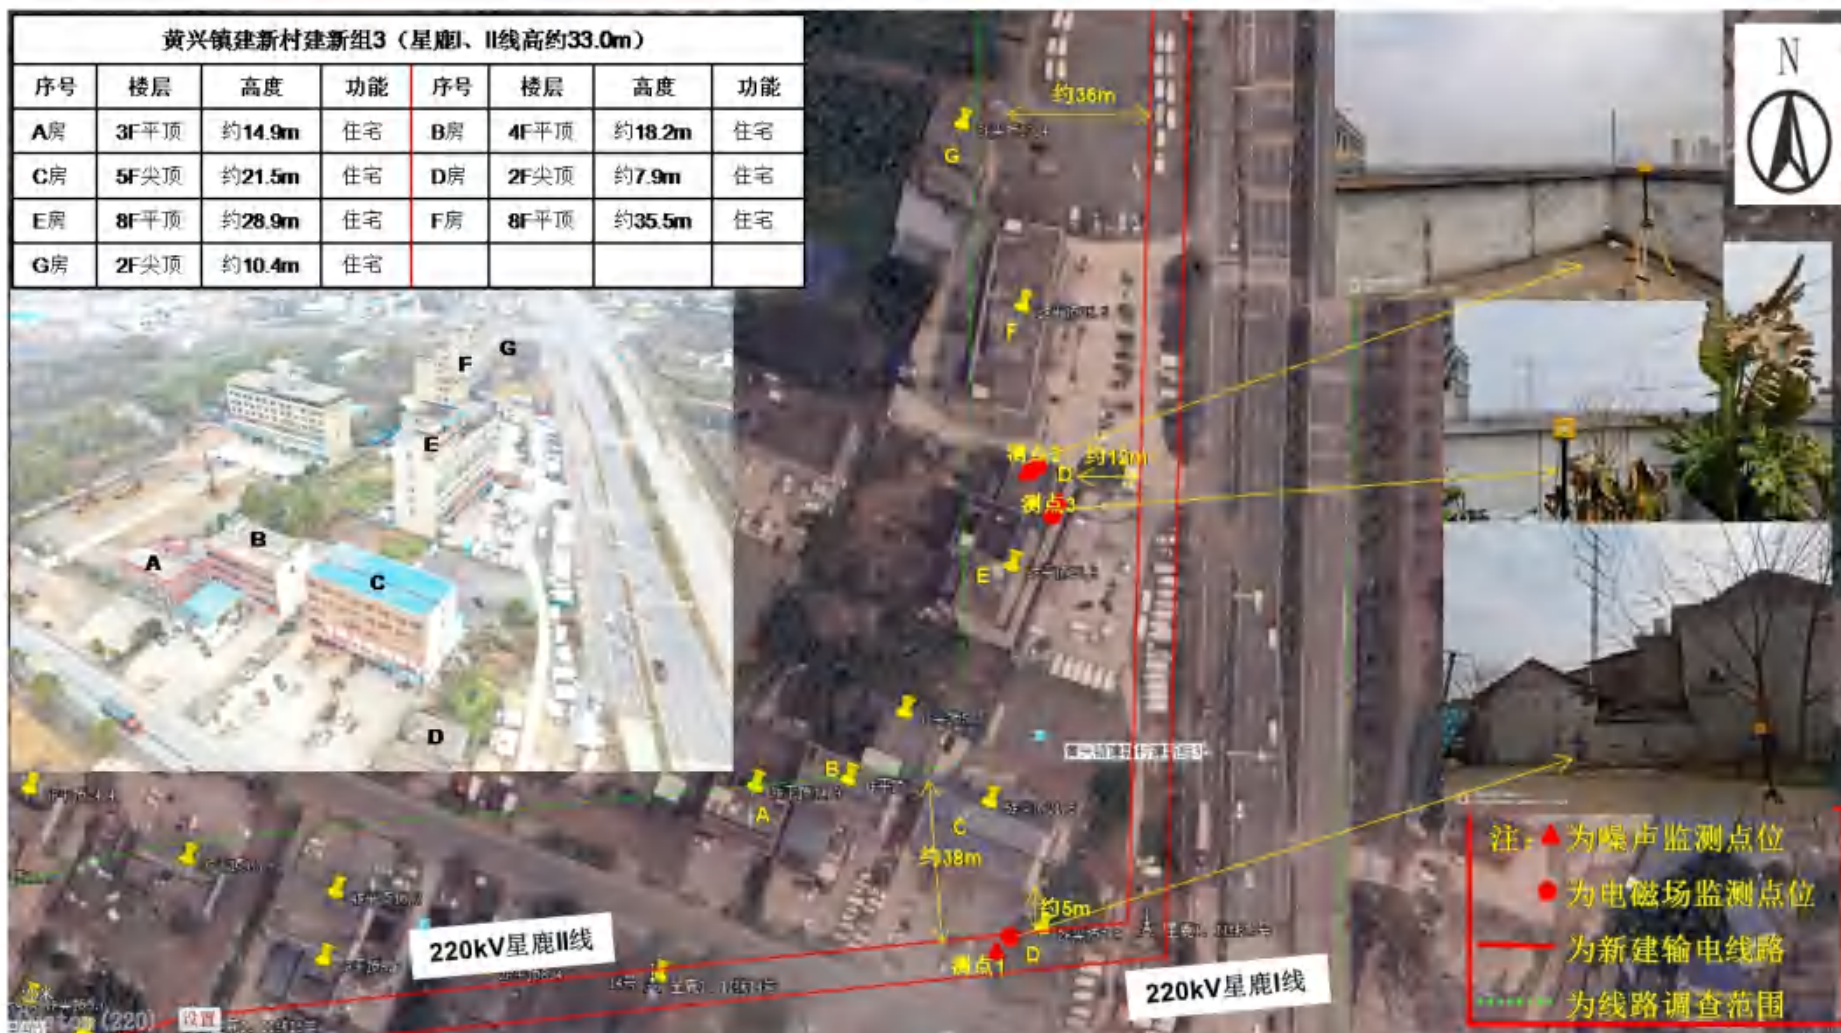 黄兴镇建新村建新组3（星鹿I、II线高约33.0m）
序号 楼层 高度 功能 序号 楼层 高度 功能
A房 3F平顶 约14.9m 住宅 B房 4F平顶 约18.2m 住宅
C房 5F尖顶 约21.5m 住宅 D房 2F尖顶 约7.9m 住宅
E房 8F平顶 约28.9m 住宅 F房 8F平顶 约35.5m 住宅
G房 2F尖顶 约10.4m 住宅
N
约36m
G
F
G
F
E
测点2
约12m
D
测点3
E
B
A
C
D
B
A
C
约38m
约5m
D
测点1
220kV星鹿II线
220kV星鹿I线
设置
注：为噪声监测点位
为电磁场监测点位
为新建输电线路
为线路调查范围